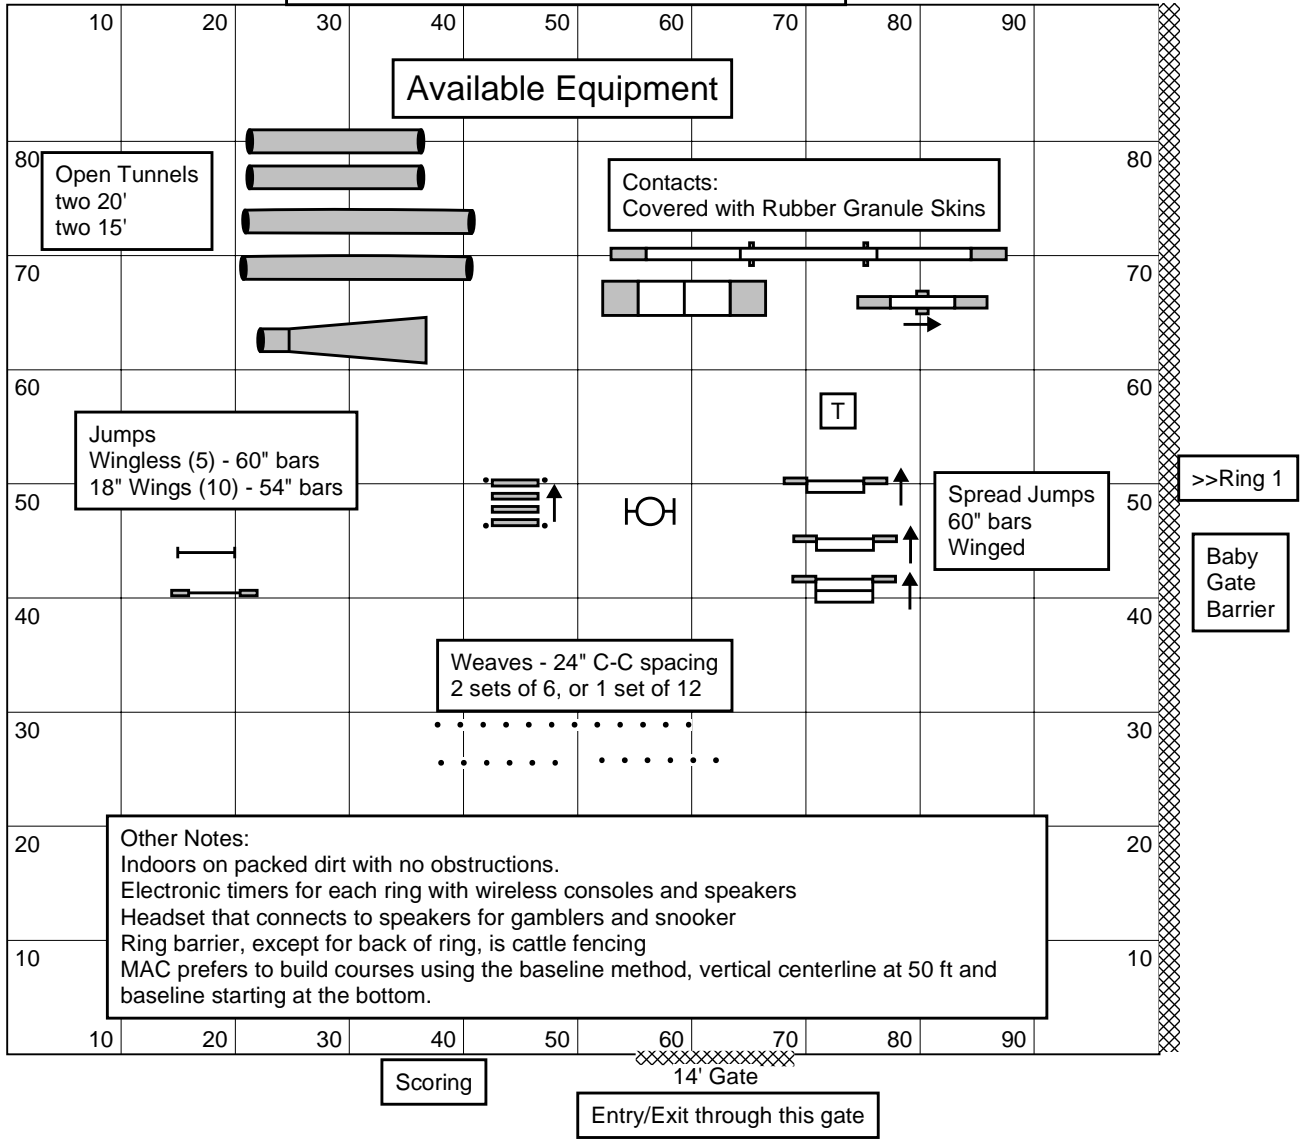 10 20 30 40 50 60 70 80 90
Available Equipment
80 80
Open Tunnels
two 20'
two 15'
Contacts:
Covered with Rubber Granule Skins
70 70
60 60
T
Jumps
Wingless (5) - 60" bars
18" Wings (10) - 54" bars
50 50
Spread Jumps
60" bars
Winged
>>Ring 1
Baby
Gate
Barrier
40 40
Weaves - 24" C-C spacing
2 sets of 6, or 1 set of 12
30 30
20 20
Other Notes:
Indoors on packed dirt with no obstructions.
Electronic timers for each ring with wireless consoles and speakers
Headset that connects to speakers for gamblers and snooker
Ring barrier, except for back of ring, is cattle fencing
MAC prefers to build courses using the baseline method, vertical centerline at 50 ft and
baseline starting at the bottom.
10 10
10 20 30 40 50 60 70 80 90
Scoring
14' Gate
Entry/Exit through this gate